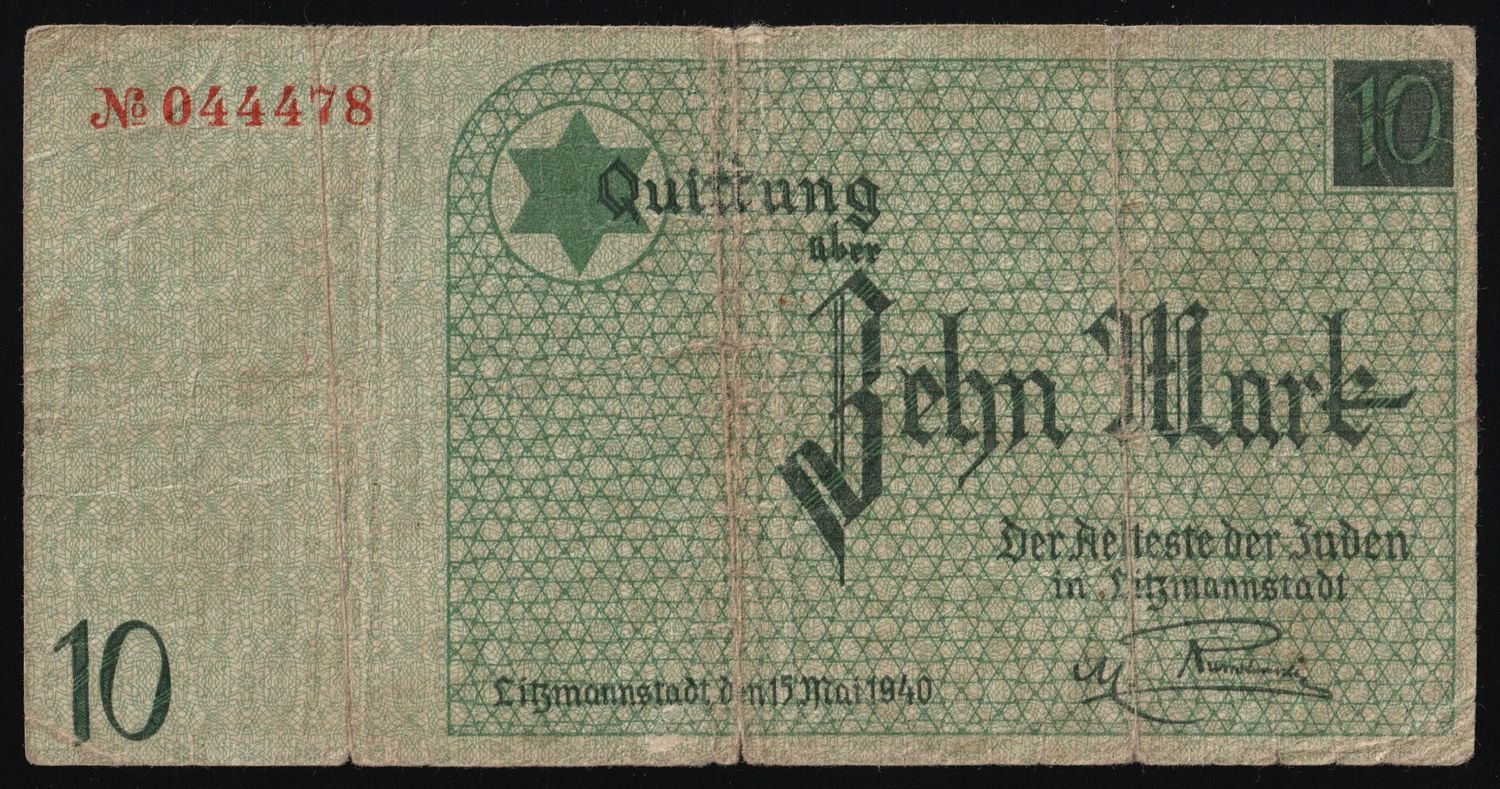 № 044478
10
Quittung
über
Zehn Mark
Der Aelteste der Juden
in Litzmannstadt
M. Rumkowski
Litzmannstadt, den 15 Mai 1940
10